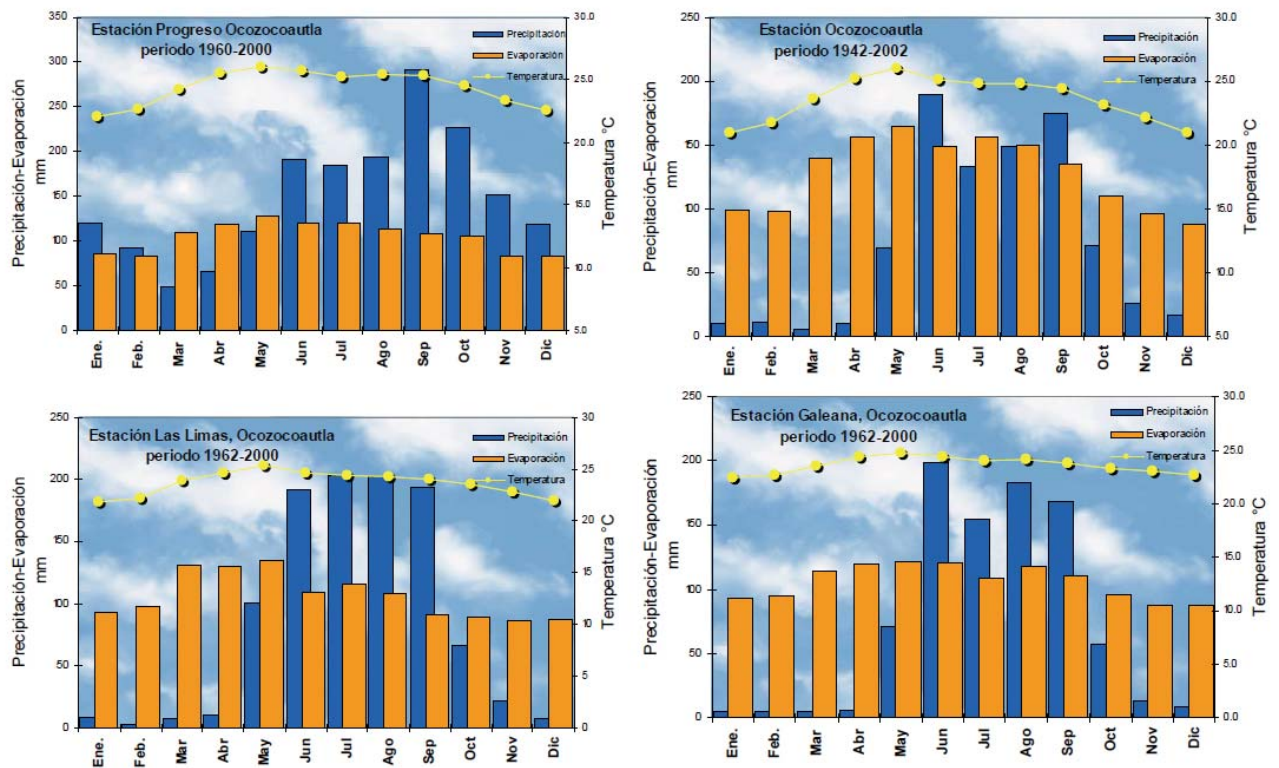 Estación Progreso Ocozocoautla
periodo 1960-2000
Precipitación
Evaporación
Temperatura
Precipitación-Evaporación
mm
350
300
250
200
150
100
50
0
30.0
25.0
20.0
15.0
10.0
5.0
Temperatura °C
Ene. Feb. Mar Abr May Jun Jul Ago Sep Oct Nov Dic
Estación Ocozocoautla
periodo 1942-2002
Precipitación
Evaporación
Temperatura
Precipitación-Evaporación
mm
250
200
150
100
50
0
30.0
25.0
20.0
15.0
10.0
5.0
Temperatura °C
Ene. Feb. Mar Abr May Jun Jul Ago Sep Oct Nov Dic
Estación Las Limas, Ocozocoautla
periodo 1962-2000
Precipitación
Evaporación
Temperatura
Precipitación-Evaporación
mm
250
200
150
100
50
0
30
25
20
15
10
5
0
Temperatura °C
Ene. Feb. Mar Abr May Jun Jul Ago Sep Oct Nov Dic
Estación Galeana, Ocozocoautla
periodo 1962-2000
Precipitación
Evaporación
Temperatura
Precipitación-Evaporación
mm
250
200
150
100
50
0
30.0
25.0
20.0
15.0
10.0
5.0
0.0
Temperatura °C
Ene. Feb. Mar Abr May Jun Jul Ago Sep Oct Nov Dic